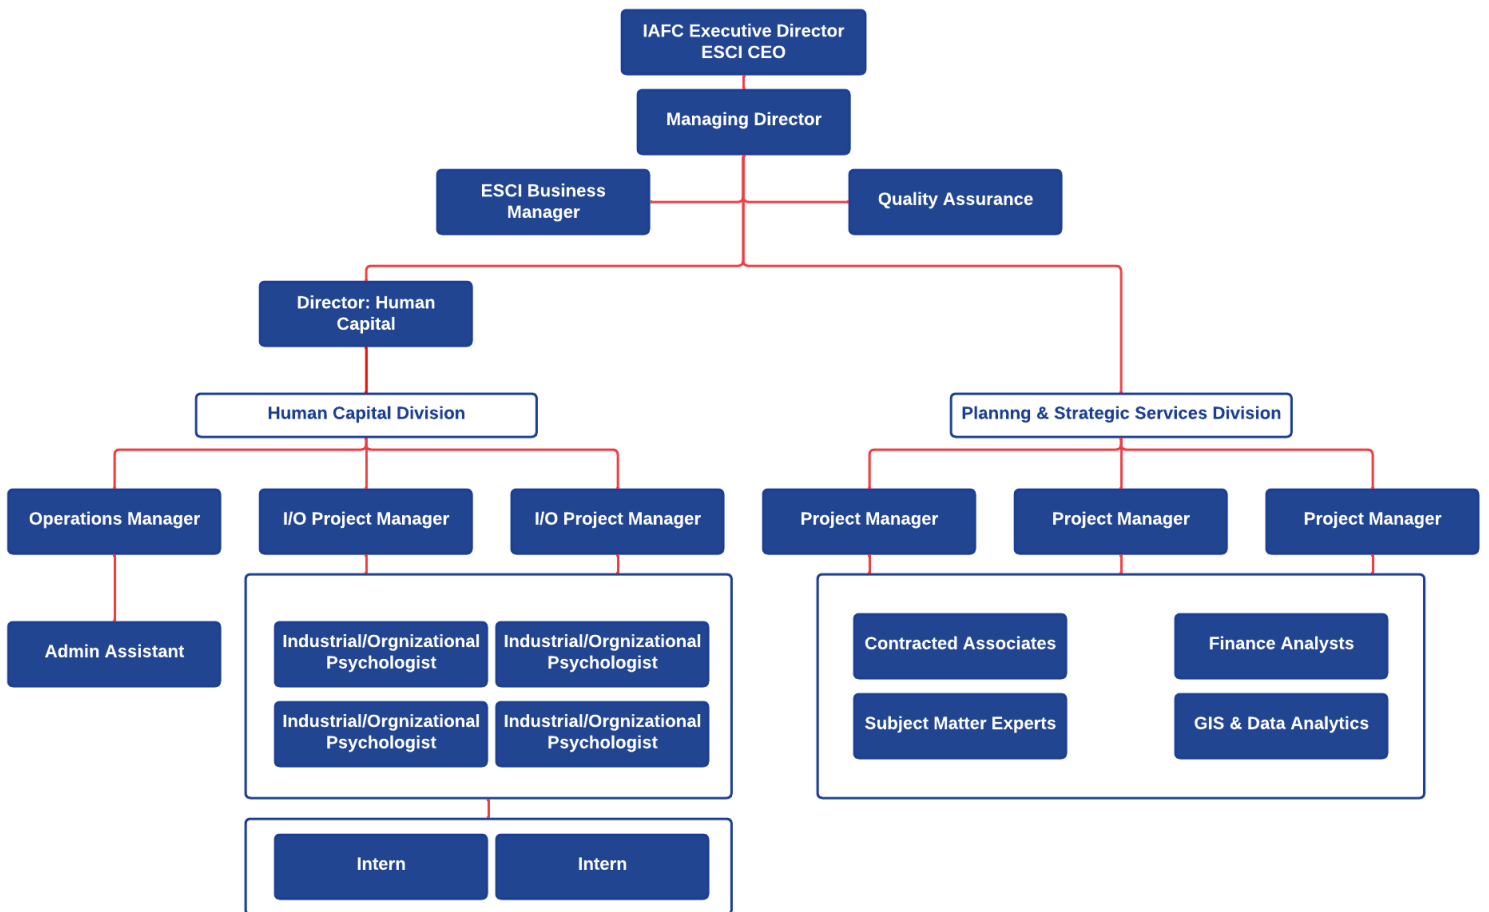 IAFC Executive Director
ESCI CEO
Managing Director
ESCI Business
Manager
Quality Assurance
Director: Human
Capital
Human Capital Division
Plannng & Strategic Services Division
Operations Manager
I/O Project Manager
I/O Project Manager
Project Manager
Project Manager
Project Manager
Admin Assistant
Industrial/Orgnizational
Psychologist
Industrial/Orgnizational
Psychologist
Industrial/Orgnizational
Psychologist
Industrial/Orgnizational
Psychologist
Contracted Associates
Finance Analysts
Subject Matter Experts
GIS & Data Analytics
Intern
Intern